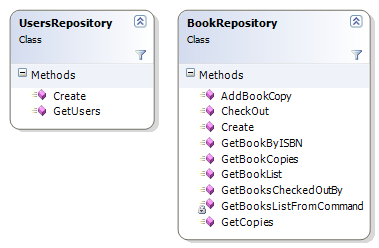 UsersRepository
Class
Methods
Create
GetUsers
BookRepository
Class
Methods
AddBookCopy
CheckOut
Create
GetBookByISBN
GetBookCopies
GetBookList
GetBooksCheckedOutBy
GetBooksListFromCommand
GetCopies